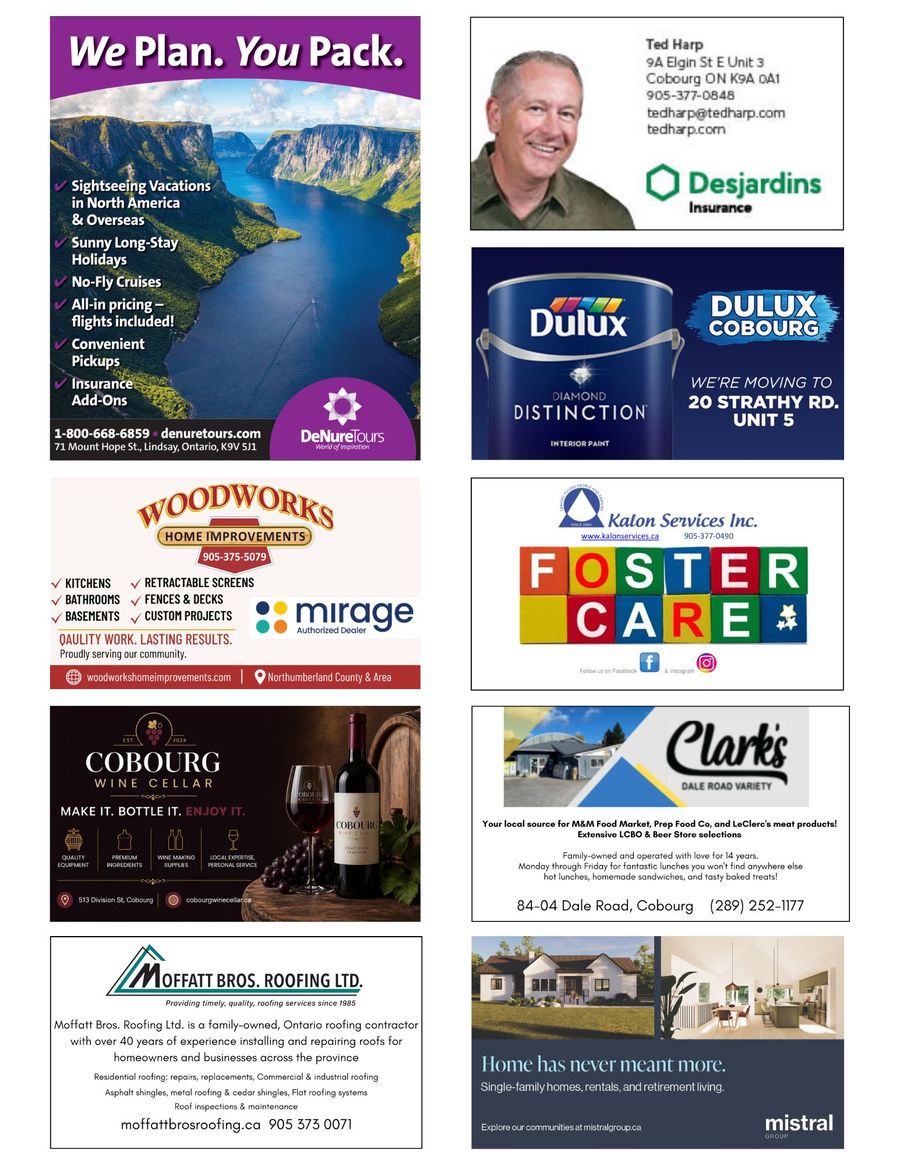 We Plan. You Pack.
Sightseeing Vacations
in North America
& Overseas
Sunny Long-Stay
Holidays
No-Fly Cruises
All-in pricing –
flights included!
Convenient
Pickups
Insurance
Add-Ons
1-800-668-6859 • denuretours.com
71 Mount Hope St., Lindsay, Ontario, K9V 5J1
DeNureTours
World of Inspiration
Ted Harp
9A Elgin St E Unit 3
Cobourg ON K9A 0A1
905-377-0848
tedharp@tedharp.com
tedharp.com
Desjardins
Insurance
Dulux
DIAMOND
DISTINCTION
INTERIOR PAINT
DULUX
COBOURG
WE'RE MOVING TO
20 STRATHY RD.
UNIT 5
WOODWORKS
HOME IMPROVEMENTS
905-375-5079
✓ KITCHENS ✓ RETRACTABLE SCREENS
✓ BATHROOMS ✓ FENCES & DECKS
✓ BASEMENTS ✓ CUSTOM PROJECTS
mirage
Authorized Dealer
QAULITY WORK. LASTING RESULTS.
Proudly serving our community.
woodworkshomeimprovements.com | Northumberland County & Area
SINCE 2004
Kalon Services Inc.
www.kalonservices.ca 905-377-0490
FOSTER
CARE
Follow us on Facebook & Instagram
EST. 2024
COBOURG
WINE CELLAR
MAKE IT. BOTTLE IT. ENJOY IT.
QUALITY EQUIPMENT
PREMIUM INGREDIENTS
WINE MAKING SUPPLIES
LOCAL EXPERTISE, PERSONAL SERVICE
513 Division St, Cobourg | cobourgwinecellar.ca
COBOURG
COBOURG
Clark's
DALE ROAD VARIETY
Your local source for M&M Food Market, Prep Food Co, and LeClerc's meat products!
Extensive LCBO & Beer Store selections
Family-owned and operated with love for 14 years.
Monday through Friday for fantastic lunches you won't find anywhere else
hot lunches, homemade sandwiches, and tasty baked treats!
84-04 Dale Road, Cobourg (289) 252-1177
MOFFATT BROS. ROOFING LTD.
Providing timely, quality, roofing services since 1985
Moffatt Bros. Roofing Ltd. is a family-owned, Ontario roofing contractor
with over 40 years of experience installing and repairing roofs for
homeowners and businesses across the province
Residential roofing: repairs, replacements, Commercial & industrial roofing
Asphalt shingles, metal roofing & cedar shingles, Flat roofing systems
Roof inspections & maintenance
moffattbrosroofing.ca 905 373 0071
Home has never meant more.
Single-family homes, rentals, and retirement living.
Explore our communities at mistralgroup.ca
mistral
GROUP